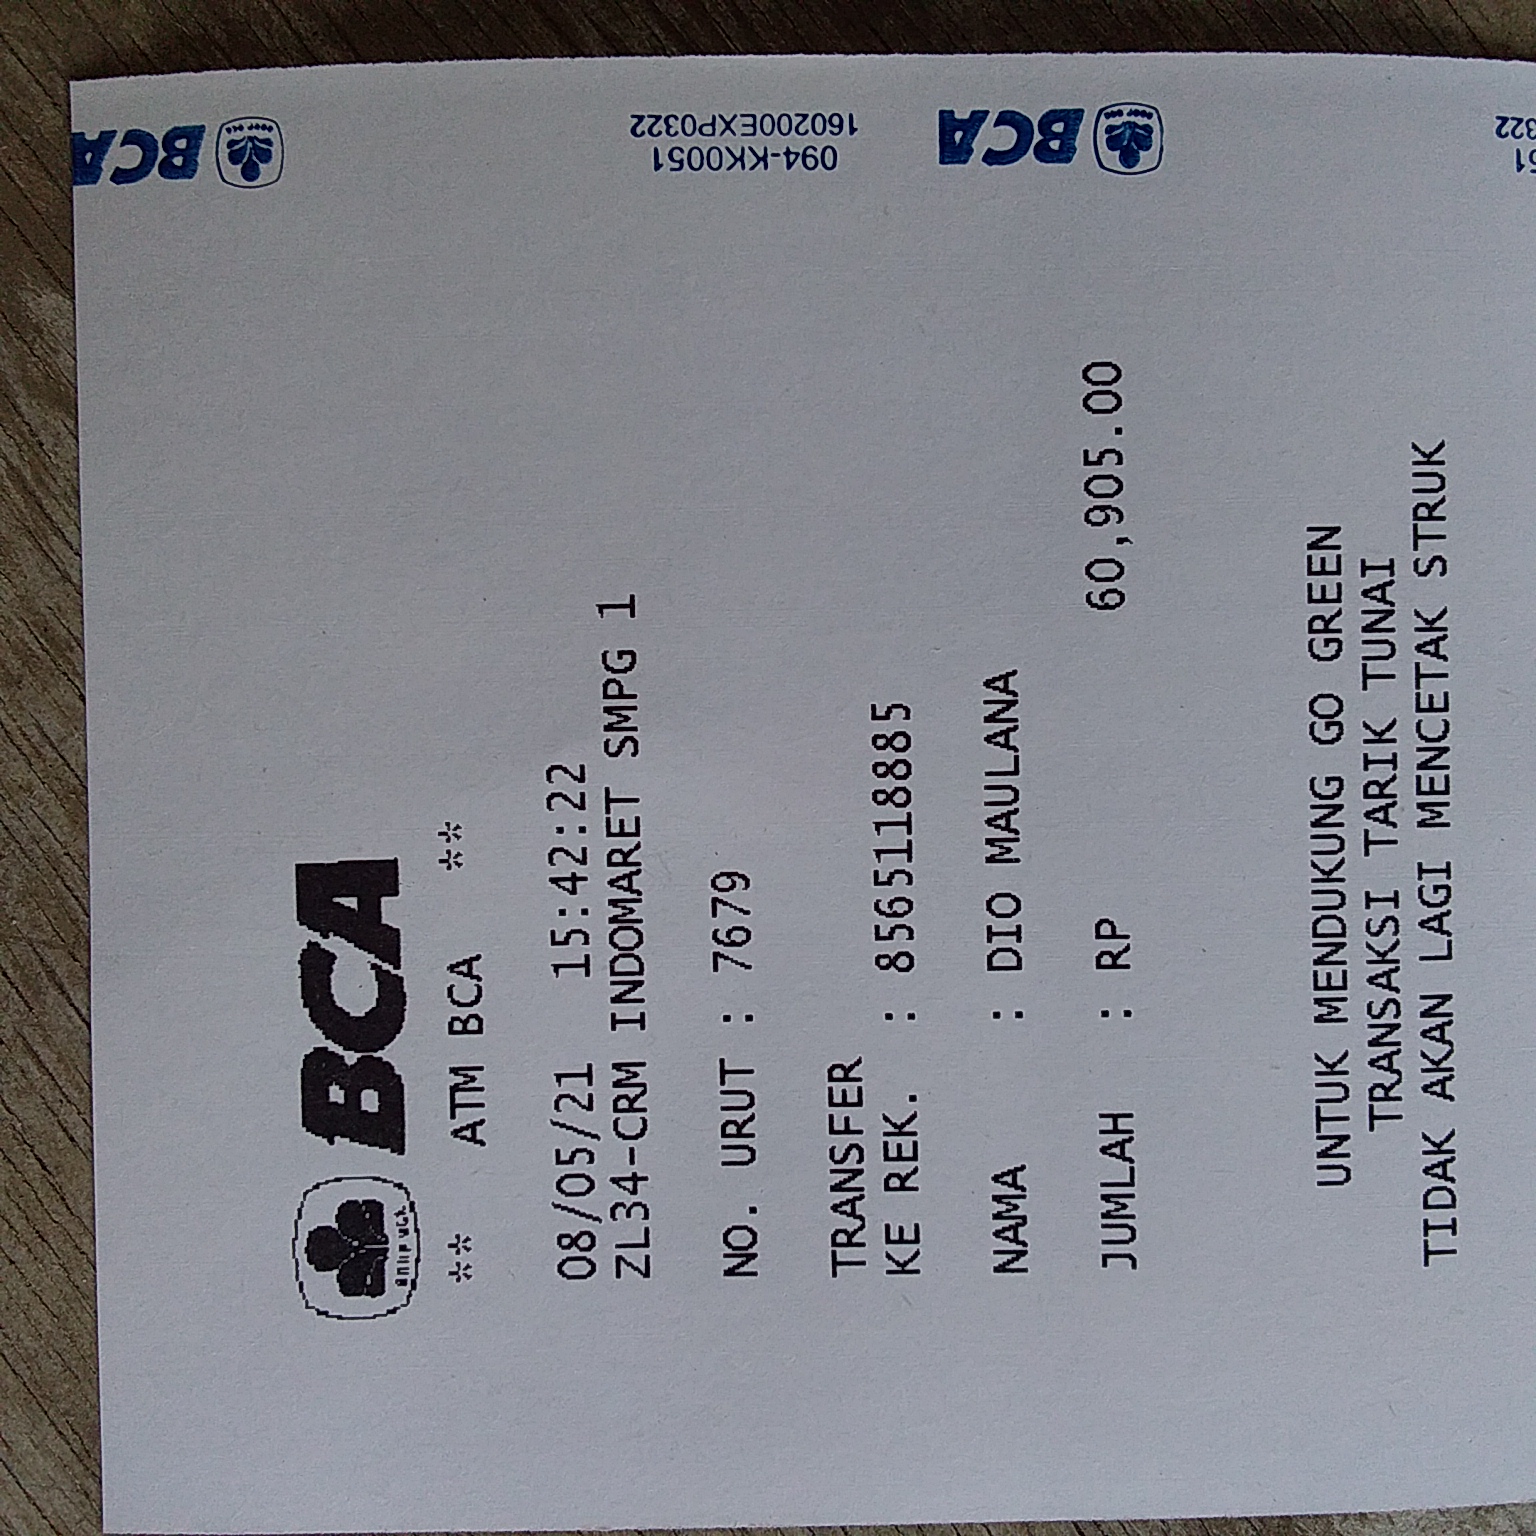 BCA
** ATM BCA **
08/05/21 15:42:22
ZL34-CRM INDOMARET SMPG 1
NO. URUT : 7679
TRANSFER
KE REK. : 8565118885
NAMA : DIO MAULANA
JUMLAH : RP 60,905.00
UNTUK MENDUKUNG GO GREEN
TRANSAKSI TARIK TUNAI
TIDAK AKAN LAGI MENCETAK STRUK
BCA
094-KK0051
160200EXP0322
BCA
51
0322